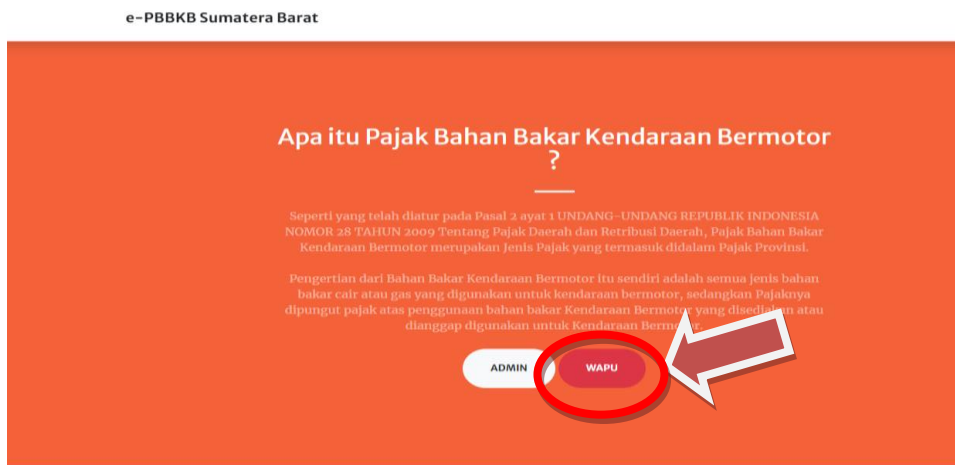 e-PBBKB Sumatera Barat
Apa itu Pajak Bahan Bakar Kendaraan Bermotor
?
Seperti yang telah diatur pada Pasal 2 ayat 1 UNDANG-UNDANG REPUBLIK INDONESIA
NOMOR 28 TAHUN 2009 Tentang Pajak Daerah dan Retribusi Daerah, Pajak Bahan Bakar
Kendaraan Bermotor merupakan Jenis Pajak yang termasuk didalam Pajak Provinsi.
Pengertian dari Bahan Bakar Kendaraan Bermotor itu sendiri adalah semua jenis bahan
bakar cair atau gas yang digunakan untuk kendaraan bermotor, sedangkan Pajaknya
dipungut pajak atas penggunaan bahan bakar Kendaraan Bermotor yang disediakan atau
dianggap digunakan untuk Kendaraan Bermotor.
ADMIN
WAPU